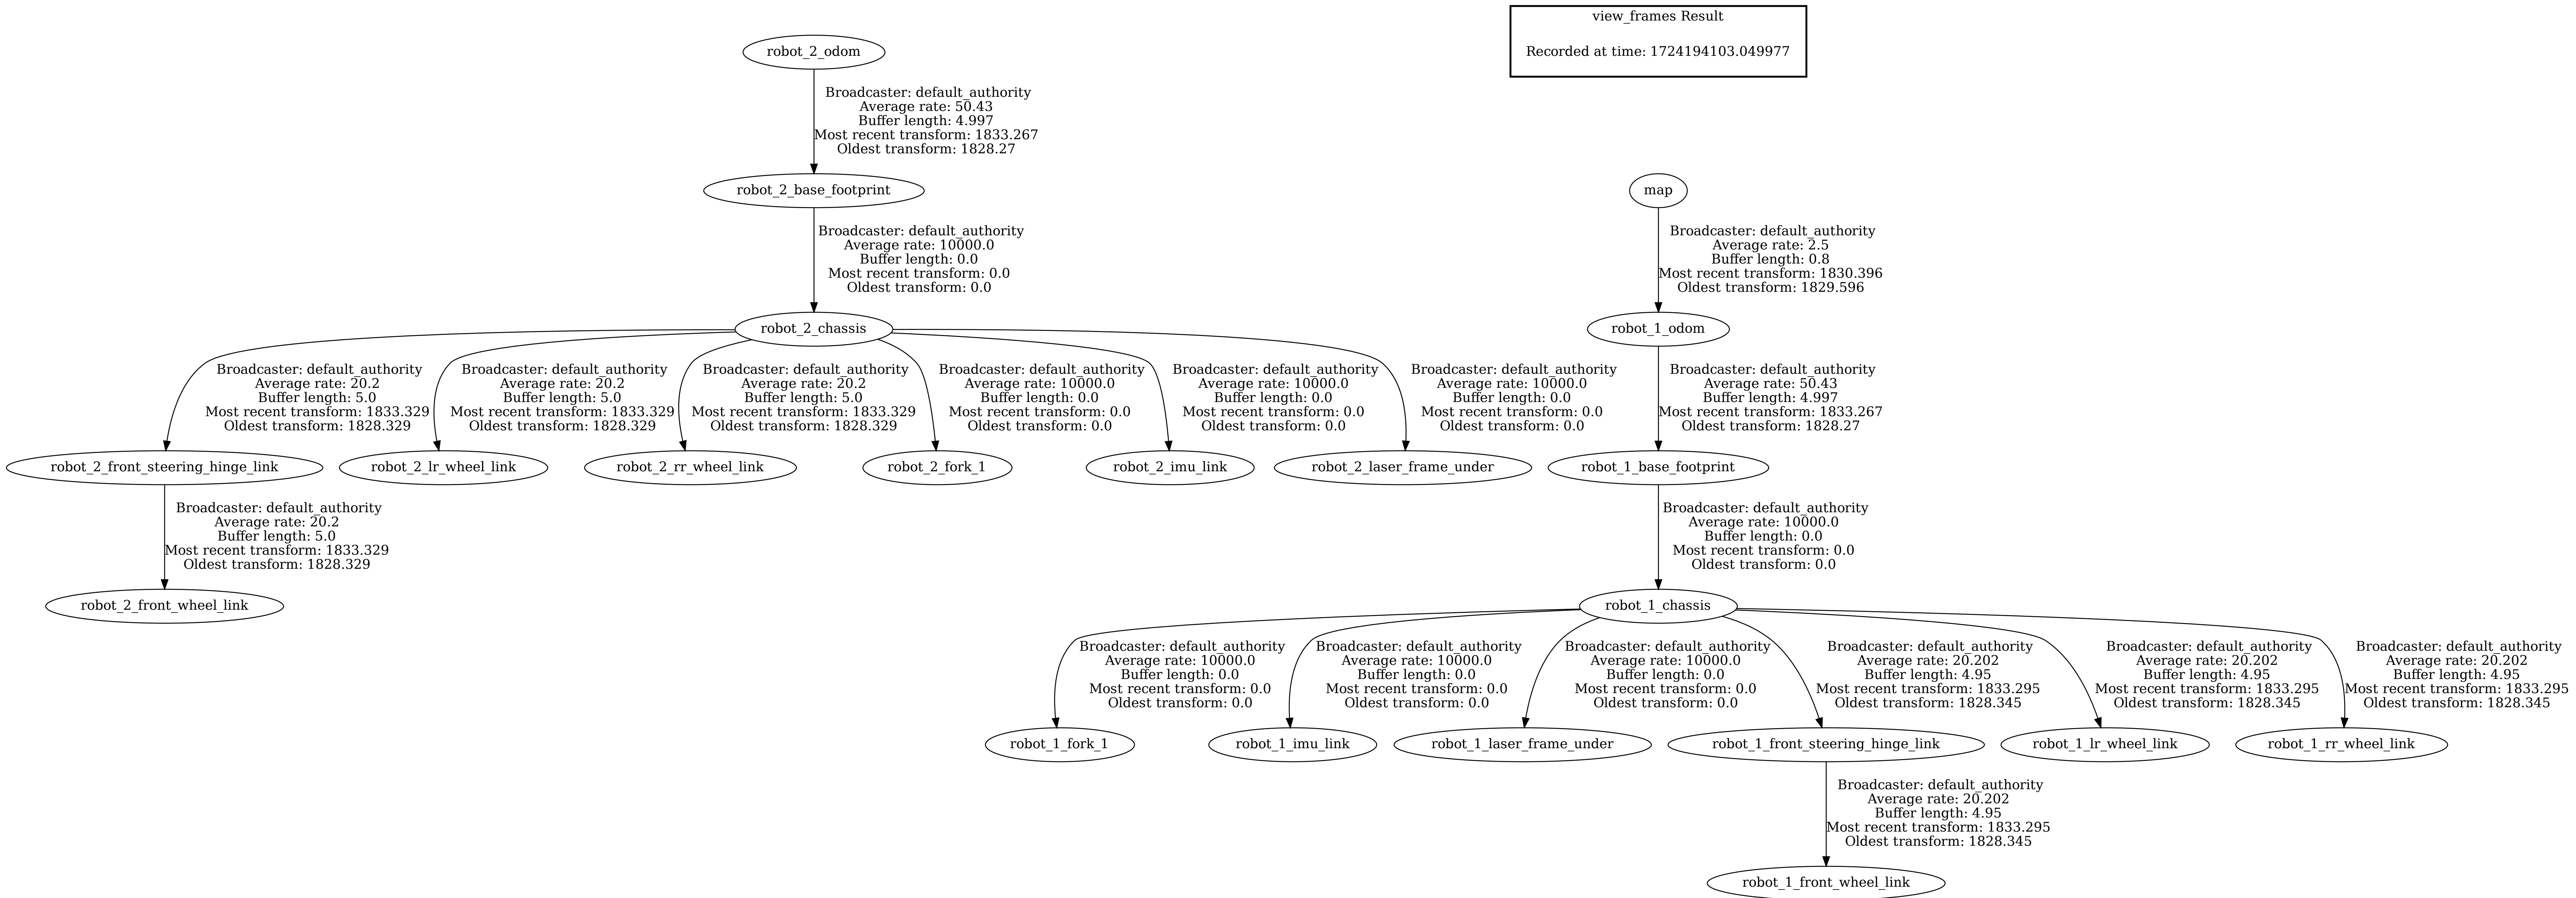 view_frames Result
Recorded at time: 1724194103.049977
robot_2_odom
Broadcaster: default_authority
Average rate: 50.43
Buffer length: 4.997
Most recent transform: 1833.267
Oldest transform: 1828.27
robot_2_base_footprint
Broadcaster: default_authority
Average rate: 10000.0
Buffer length: 0.0
Most recent transform: 0.0
Oldest transform: 0.0
robot_2_chassis
Broadcaster: default_authority
Average rate: 20.2
Buffer length: 5.0
Most recent transform: 1833.329
Oldest transform: 1828.329
Broadcaster: default_authority
Average rate: 20.2
Buffer length: 5.0
Most recent transform: 1833.329
Oldest transform: 1828.329
Broadcaster: default_authority
Average rate: 20.2
Buffer length: 5.0
Most recent transform: 1833.329
Oldest transform: 1828.329
Broadcaster: default_authority
Average rate: 10000.0
Buffer length: 0.0
Most recent transform: 0.0
Oldest transform: 0.0
Broadcaster: default_authority
Average rate: 10000.0
Buffer length: 0.0
Most recent transform: 0.0
Oldest transform: 0.0
Broadcaster: default_authority
Average rate: 10000.0
Buffer length: 0.0
Most recent transform: 0.0
Oldest transform: 0.0
robot_2_front_steering_hinge_link
robot_2_lr_wheel_link
robot_2_rr_wheel_link
robot_2_fork_1
robot_2_imu_link
robot_2_laser_frame_under
Broadcaster: default_authority
Average rate: 20.2
Buffer length: 5.0
Most recent transform: 1833.329
Oldest transform: 1828.329
robot_2_front_wheel_link
map
Broadcaster: default_authority
Average rate: 2.5
Buffer length: 0.8
Most recent transform: 1830.396
Oldest transform: 1829.596
robot_1_odom
Broadcaster: default_authority
Average rate: 50.43
Buffer length: 4.997
Most recent transform: 1833.267
Oldest transform: 1828.27
robot_1_base_footprint
Broadcaster: default_authority
Average rate: 10000.0
Buffer length: 0.0
Most recent transform: 0.0
Oldest transform: 0.0
robot_1_chassis
Broadcaster: default_authority
Average rate: 10000.0
Buffer length: 0.0
Most recent transform: 0.0
Oldest transform: 0.0
Broadcaster: default_authority
Average rate: 10000.0
Buffer length: 0.0
Most recent transform: 0.0
Oldest transform: 0.0
Broadcaster: default_authority
Average rate: 10000.0
Buffer length: 0.0
Most recent transform: 0.0
Oldest transform: 0.0
Broadcaster: default_authority
Average rate: 20.202
Buffer length: 4.95
Most recent transform: 1833.295
Oldest transform: 1828.345
Broadcaster: default_authority
Average rate: 20.202
Buffer length: 4.95
Most recent transform: 1833.295
Oldest transform: 1828.345
Broadcaster: default_authority
Average rate: 20.202
Buffer length: 4.95
Most recent transform: 1833.295
Oldest transform: 1828.345
robot_1_fork_1
robot_1_imu_link
robot_1_laser_frame_under
robot_1_front_steering_hinge_link
robot_1_lr_wheel_link
robot_1_rr_wheel_link
Broadcaster: default_authority
Average rate: 20.202
Buffer length: 4.95
Most recent transform: 1833.295
Oldest transform: 1828.345
robot_1_front_wheel_link